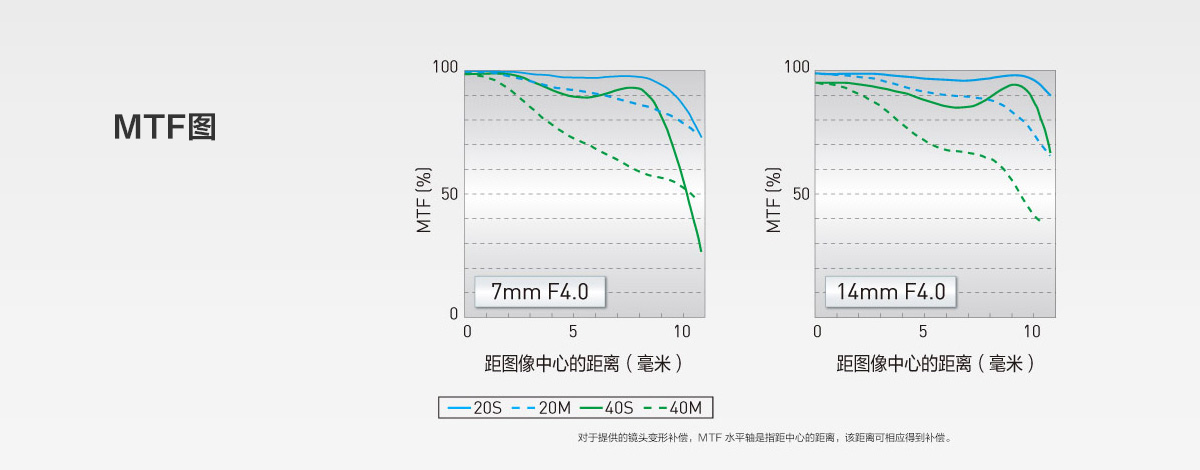 MTF图
100
50
0
MTF (%)
7mm F4.0
0 5 10
距图像中心的距离（毫米）
100
50
MTF (%)
14mm F4.0
0 5 10
距图像中心的距离（毫米）
20S 20M 40S 40M
对于提供的镜头变形补偿，MTF 水平轴是指距中心的距离，该距离可相应得到补偿。